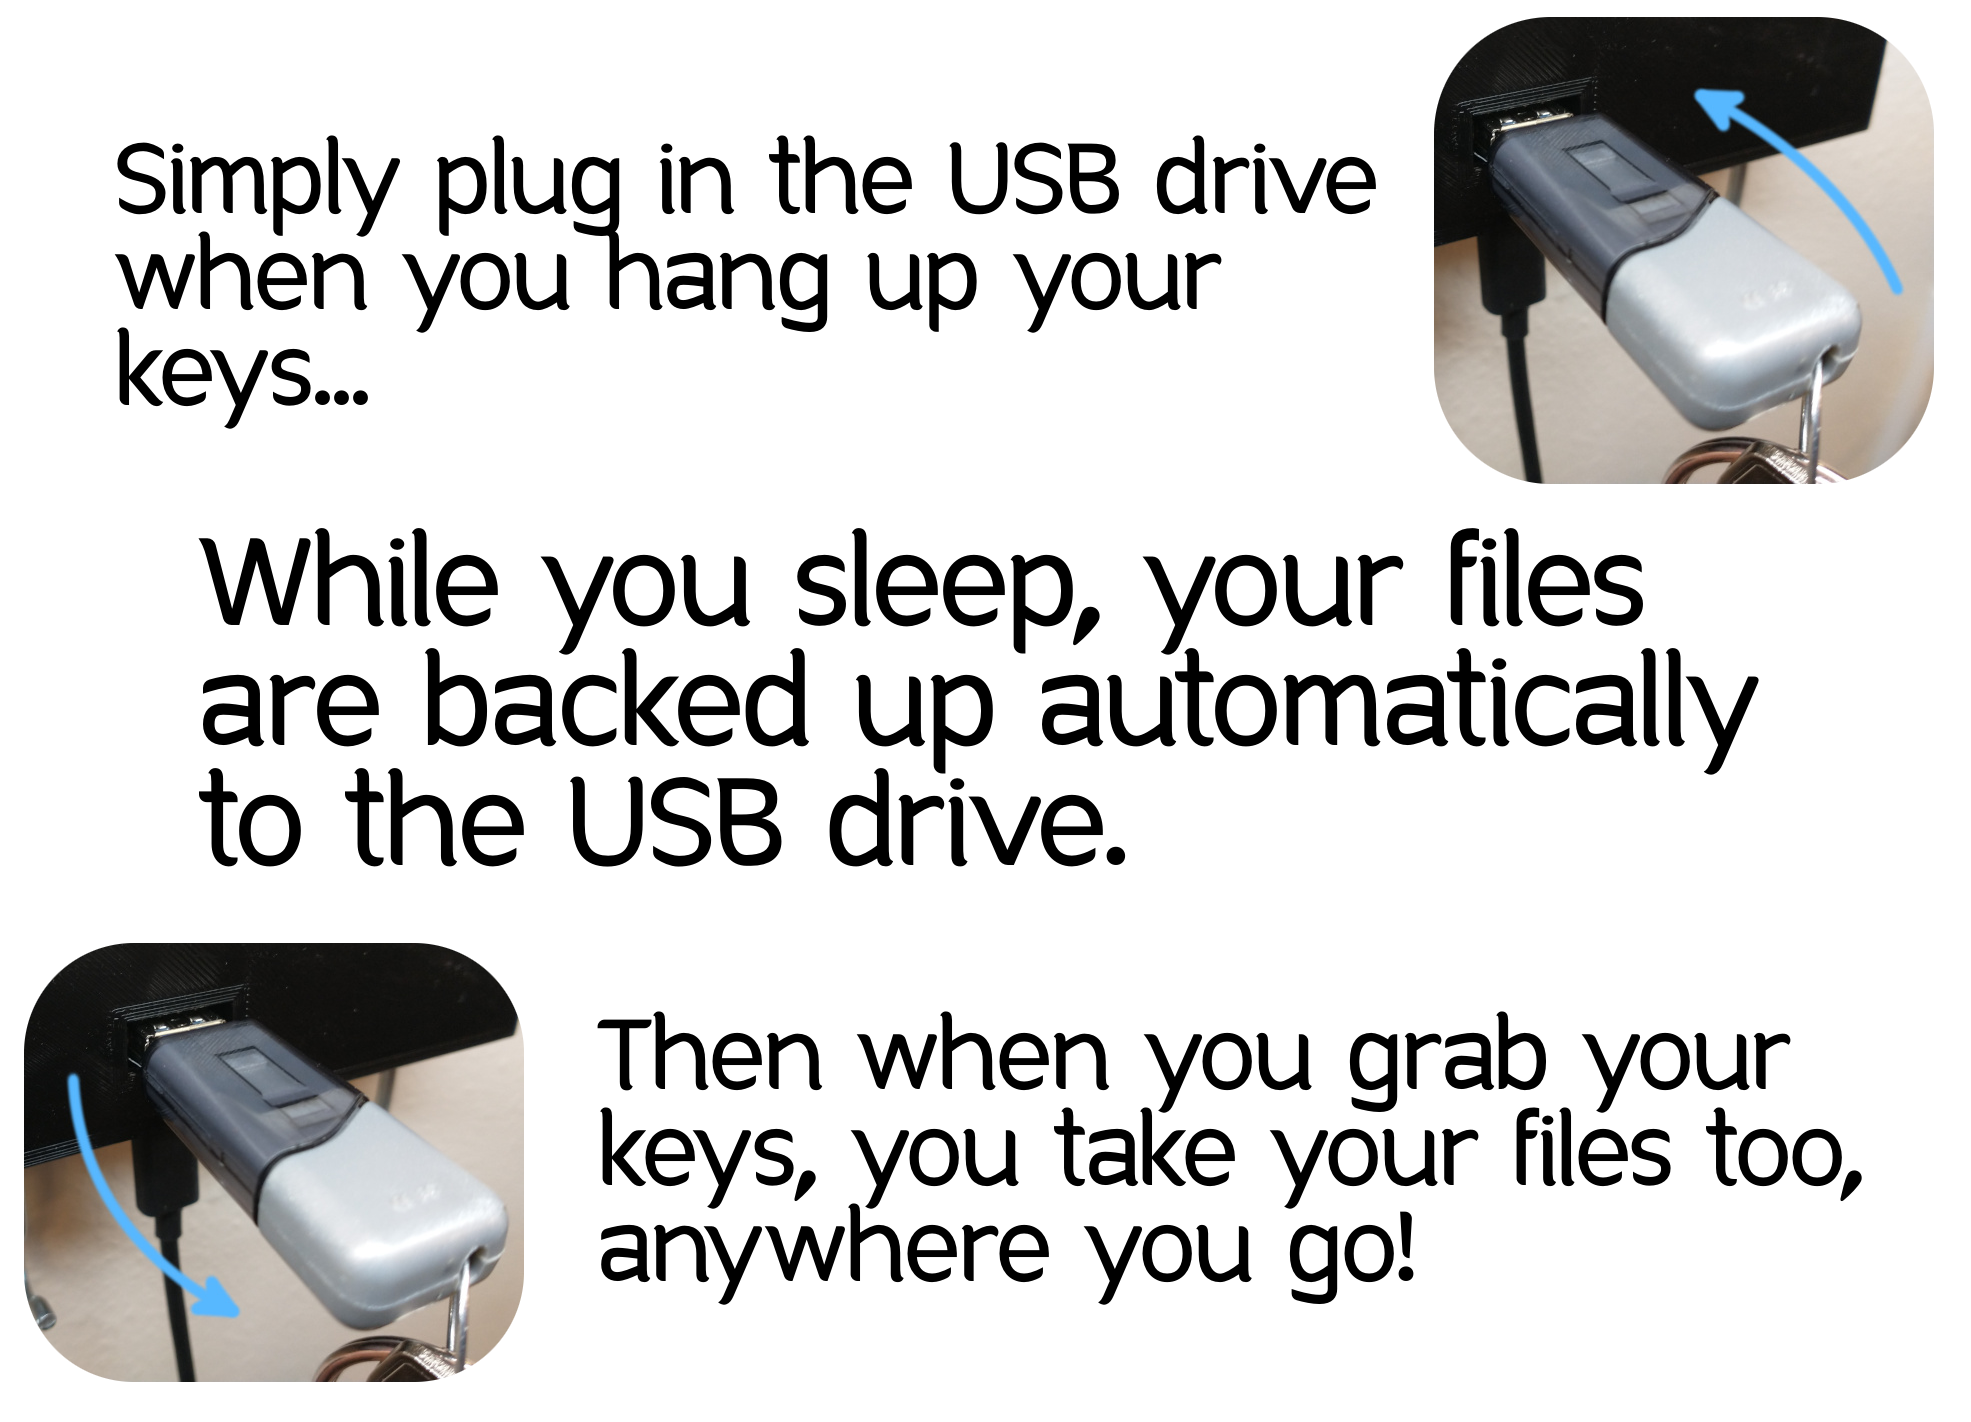 Simply plug in the USB drive
when you hang up your
keys...
While you sleep, your files
are backed up automatically
to the USB drive.
Then when you grab your
keys, you take your files too,
anywhere you go!